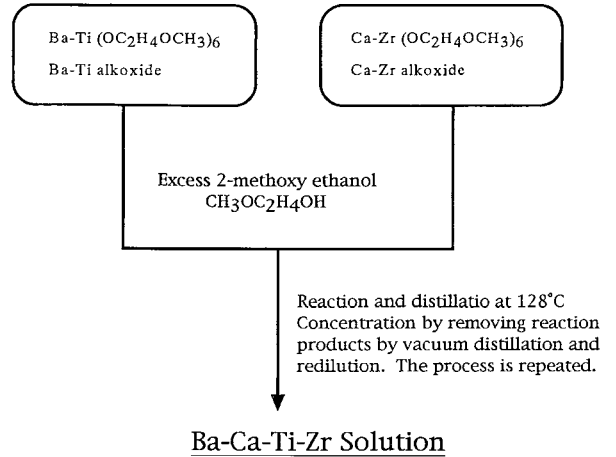 Ba-Ti (OC2H4OCH3)6
Ba-Ti alkoxide
Ca-Zr (OC2H4OCH3)6
Ca-Zr alkoxide
Excess 2-methoxy ethanol
CH3OC2H4OH
Reaction and distillatio at 128°C
Concentration by removing reaction
products by vacuum distillation and
redilution. The process is repeated.
Ba-Ca-Ti-Zr Solution